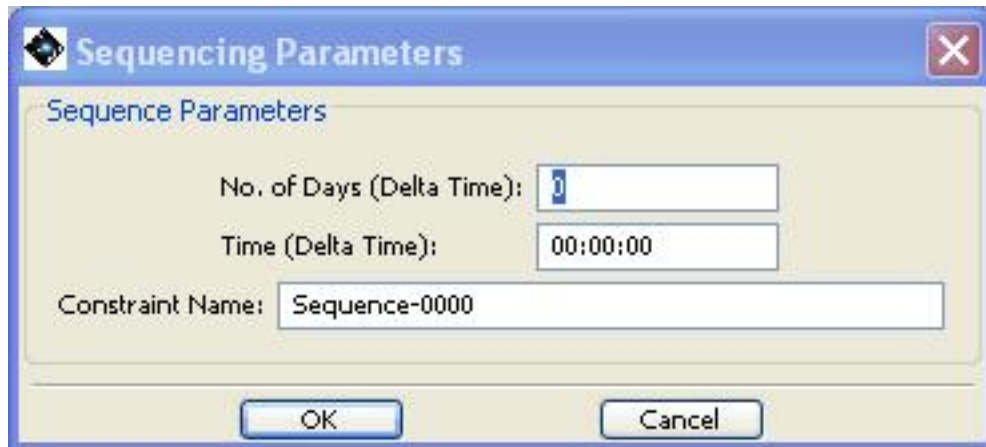 Sequencing Parameters
Sequence Parameters
No. of Days (Delta Time): 0
Time (Delta Time): 00:00:00
Constraint Name: Sequence-0000
OK Cancel